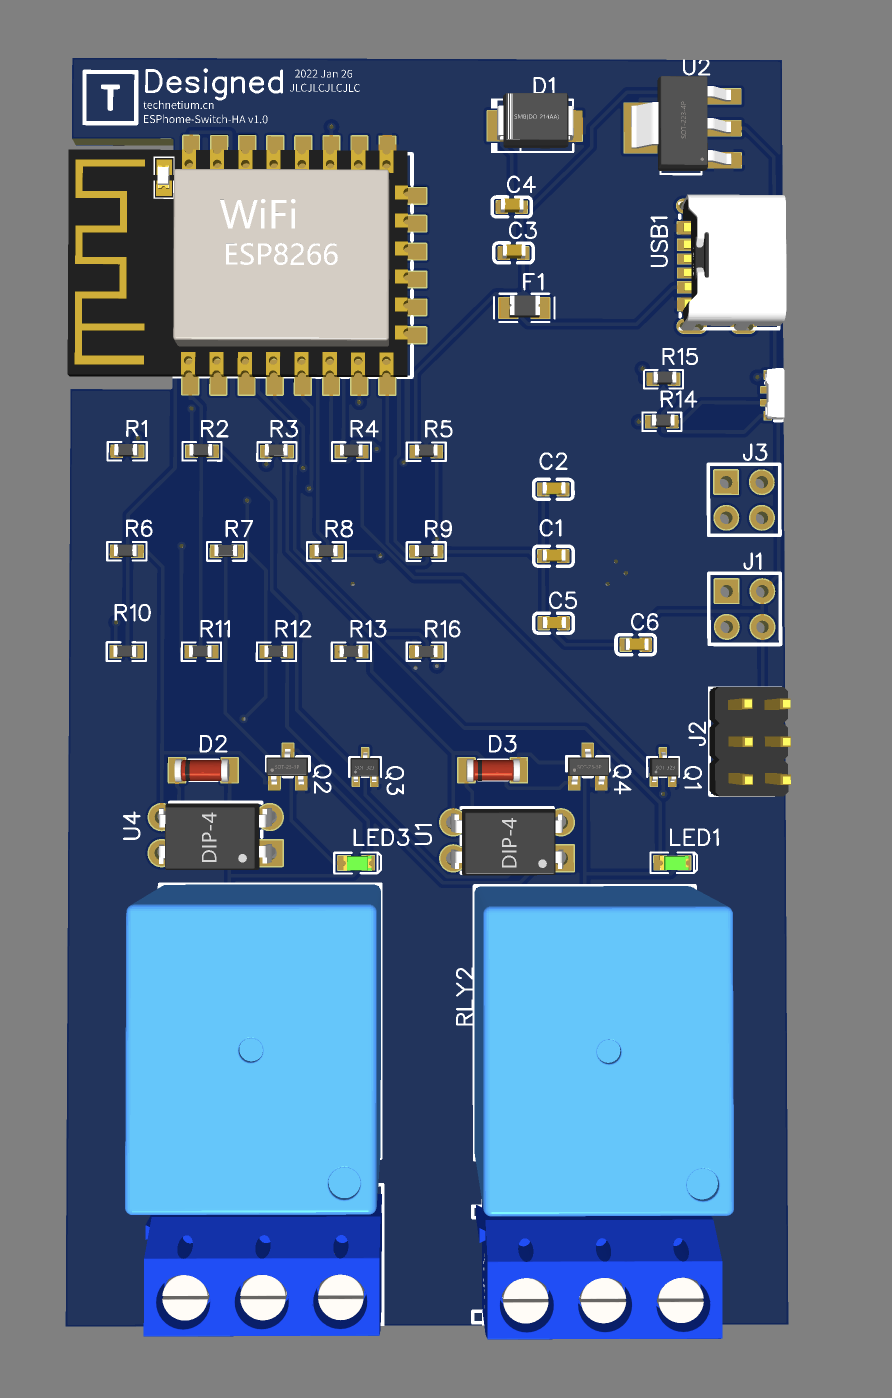 T
Designed
2022 Jan 26
JLCJLCJLCJLC
technetium.cn
ESPhome-Switch-HA v1.0
U2
D1
SMB(DO-214AA)
SOT-223-4P
WiFi
ESP8266
C4
C3
USB1
F1
R15
R14
R1
R2
R3
R4
R5
C2
J3
R6
R7
R8
R9
C1
J1
R10
R11
R12
R13
R16
C5
C6
J2
D2
Q2
Q3
D3
Q4
Q1
U4
DIP-4
LED3
U1
DIP-4
LED1
RLY2